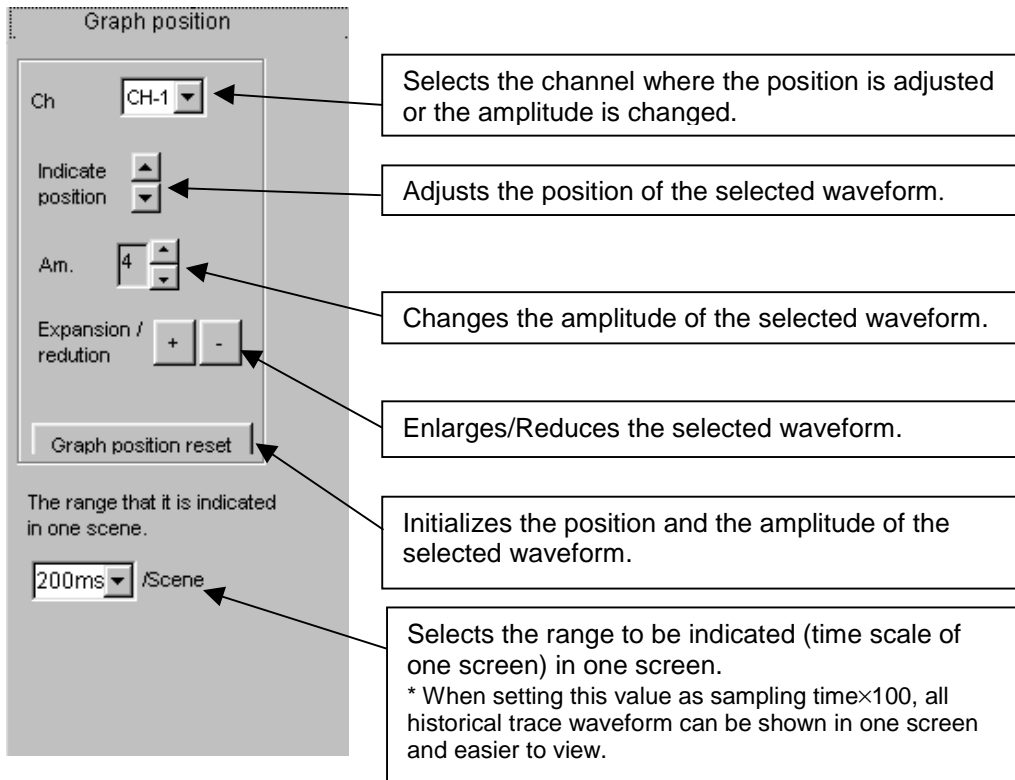 Graph position
Ch
CH-1
Selects the channel where the position is adjusted
or the amplitude is changed.
Indicate
position
Adjusts the position of the selected waveform.
Am.
4
Changes the amplitude of the selected waveform.
Expansion /
redution
+
-
Enlarges/Reduces the selected waveform.
Graph position reset
Initializes the position and the amplitude of the
selected waveform.
The range that it is indicated
in one scene.
200ms
/Scene
Selects the range to be indicated (time scale of
one screen) in one screen.
* When setting this value as sampling time×100, all
historical trace waveform can be shown in one screen
and easier to view.